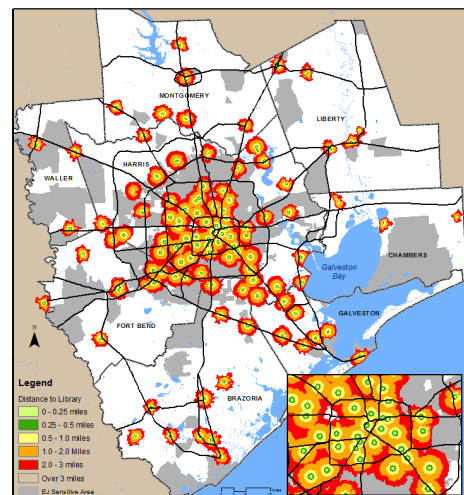 MONTGOMERY
LIBERTY
HARRIS
WALLER
CHAMBERS
Galveston
Bay
GALVESTON
FORT BEND
N
BRAZORIA
Legend
Distance to Library
0 - 0.25 miles
0.25 - 0.5 miles
0.5 - 1.0 miles
1.0 - 2.0 Miles
2.0 - 3 miles
Over 3 miles
EJ Sensitive Area